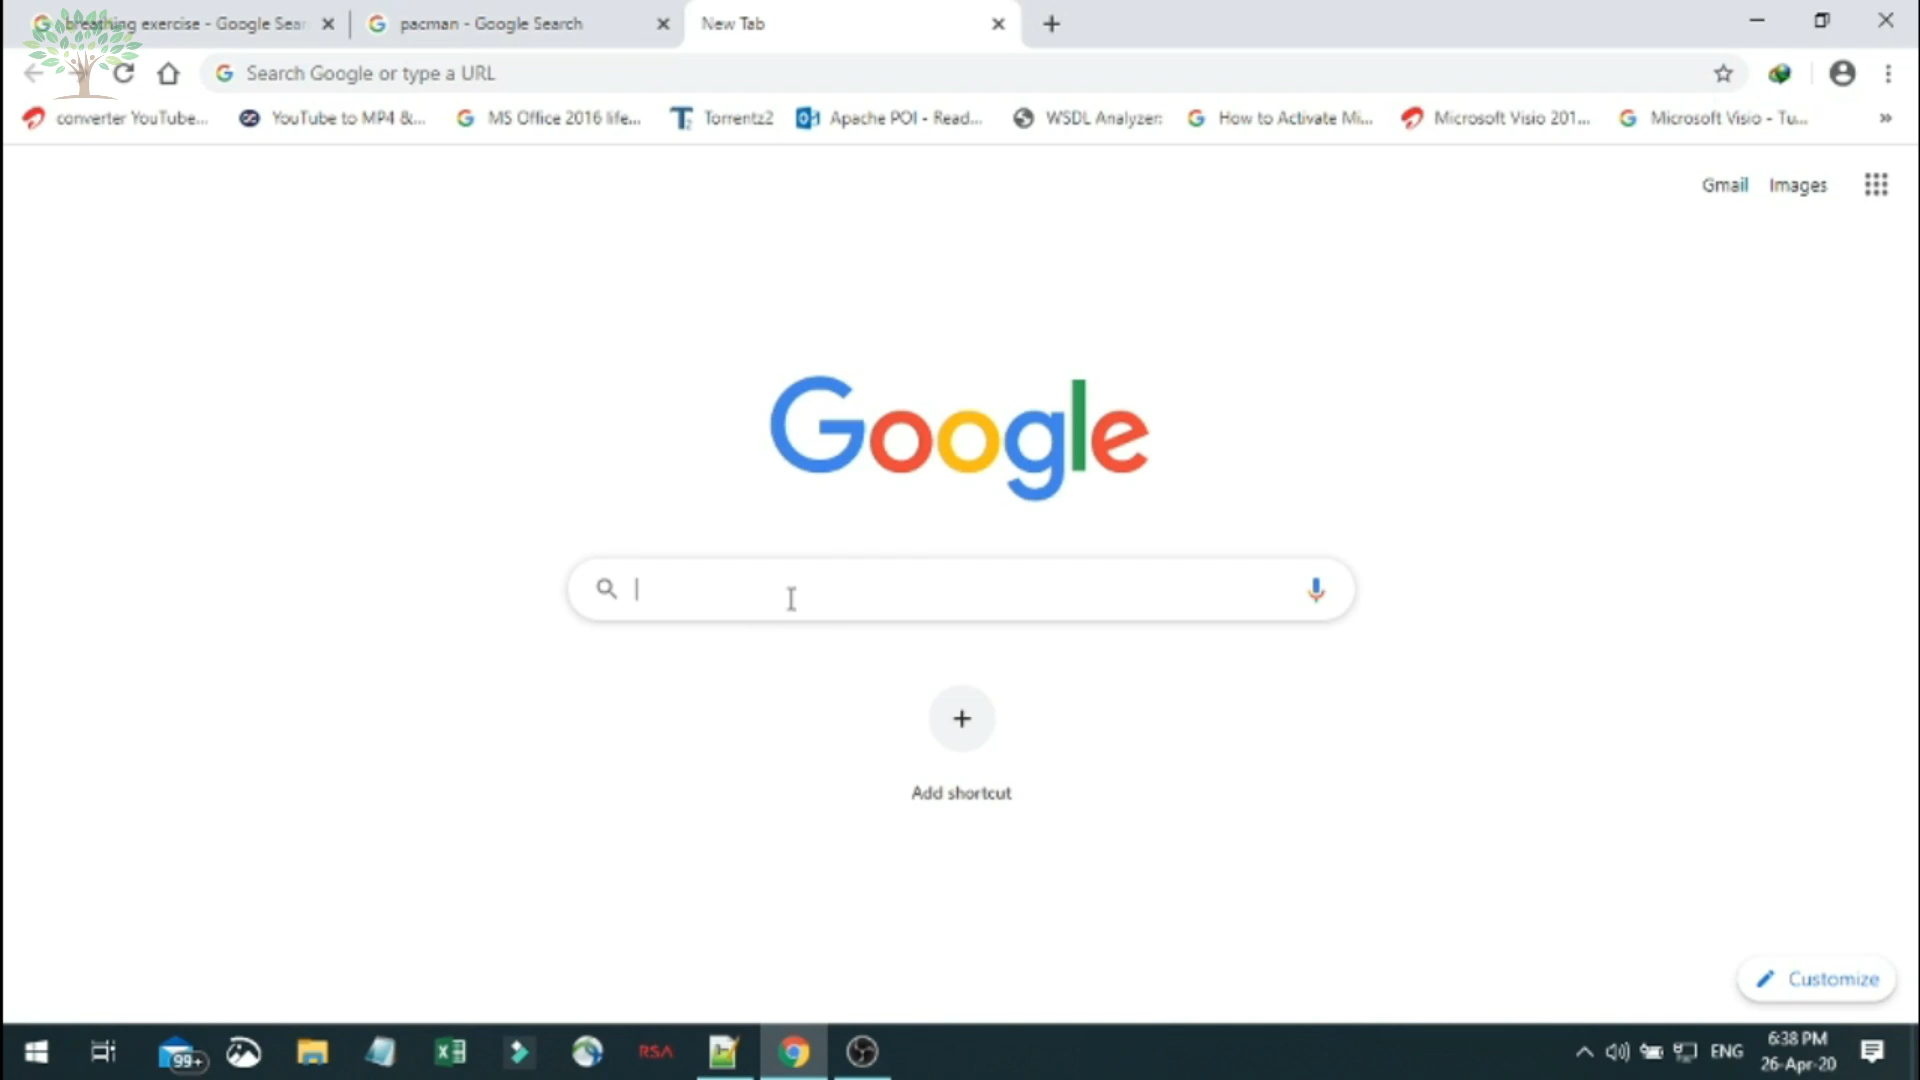 breathing exercise - Google Sear
pacman - Google Search
New Tab
Search Google or type a URL
converter YouTube...
YouTube to MP4 &...
MS Office 2016 life...
Torrentz2
Apache POI - Read...
WSDL Analyzer:
How to Activate Mi...
Microsoft Visio 201...
Microsoft Visio - Tu...
Gmail
Images
Google
Add shortcut
Customize
99+
RSA
ENG
6:38 PM
26-Apr-20